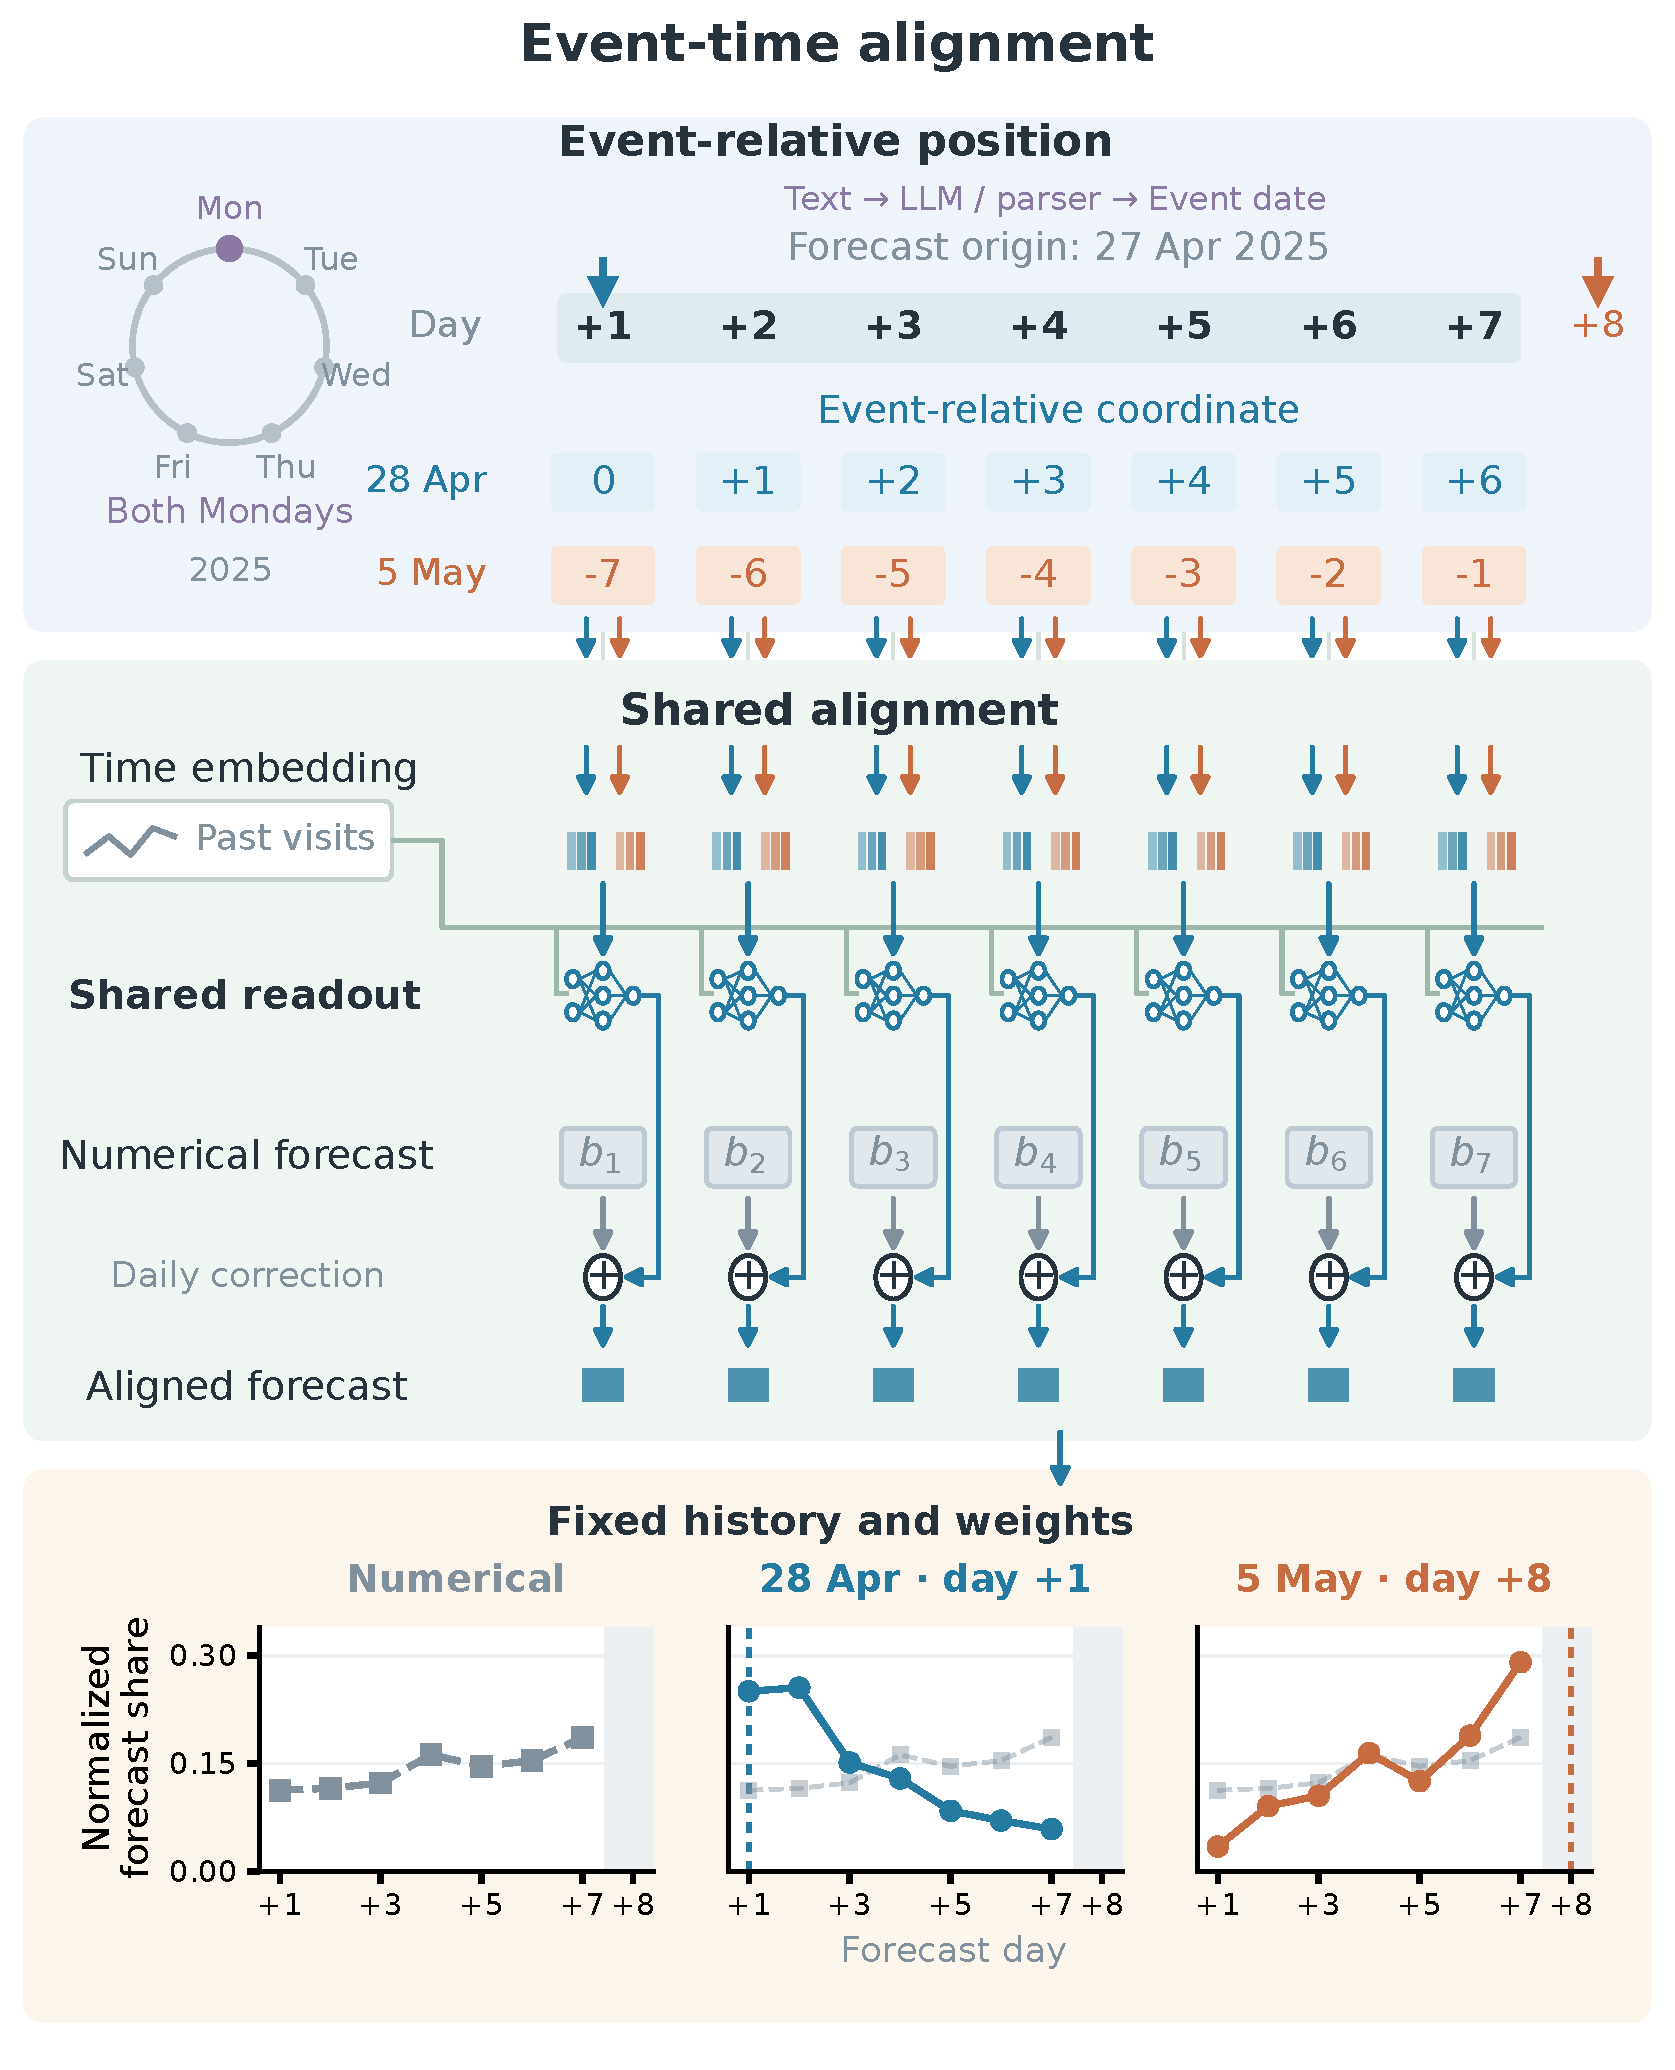 Event-time alignment
Event-relative position
Text → LLM / parser → Event date
Forecast origin: 27 Apr 2025
Mon
Sun
Tue
Sat
Wed
Fri
Thu
Both Mondays
2025
Day
+1 +2 +3 +4 +5 +6 +7 +8
Event-relative coordinate
28 Apr 0 +1 +2 +3 +4 +5 +6
5 May -7 -6 -5 -4 -3 -2 -1
Shared alignment
Time embedding
Past visits
Shared readout
Numerical forecast b1 b2 b3 b4 b5 b6 b7
Daily correction
Aligned forecast
Fixed history and weights
Numerical
28 Apr · day +1
5 May · day +8
Normalized
forecast share
0.30
0.15
0.00
+1 +3 +5 +7 +8
+1 +3 +5 +7 +8
+1 +3 +5 +7 +8
Forecast day